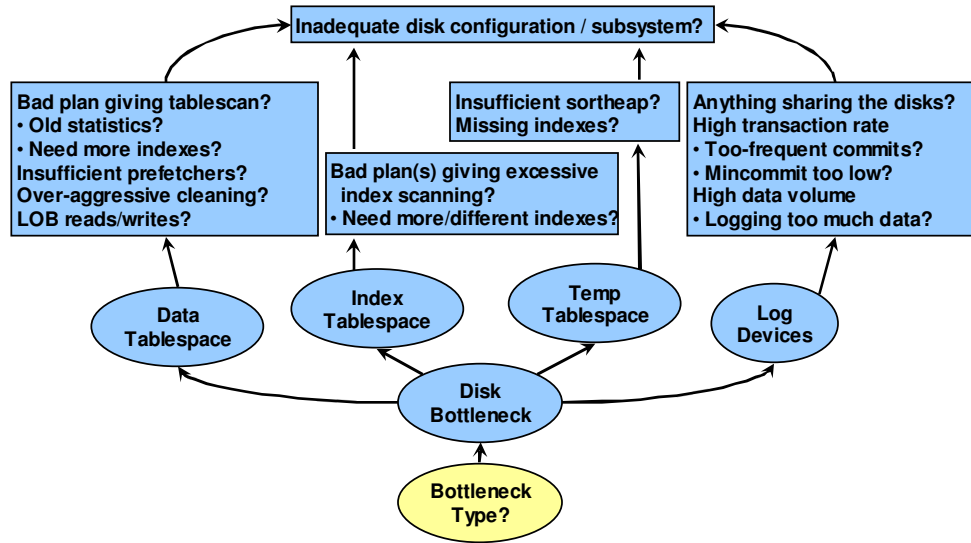 Inadequate disk configuration / subsystem?
Bad plan giving tablescan?
• Old statistics?
• Need more indexes?
Insufficient prefetchers?
Over-aggressive cleaning?
LOB reads/writes?
Bad plan(s) giving excessive
index scanning?
• Need more/different indexes?
Insufficient sortheap?
Missing indexes?
Anything sharing the disks?
High transaction rate
• Too-frequent commits?
• Mincommit too low?
High data volume
• Logging too much data?
Data
Tablespace
Index
Tablespace
Temp
Tablespace
Log
Devices
Disk
Bottleneck
Bottleneck
Type?